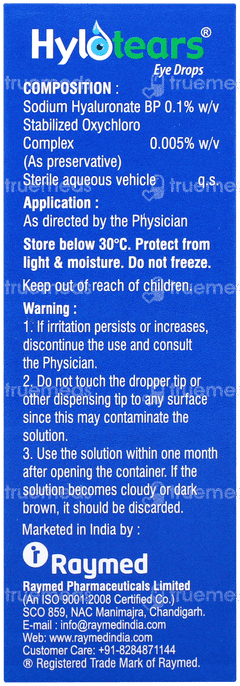 Hylotears®
Eye Drops
COMPOSITION :
Sodium Hyaluronate BP 0.1% w/v
Stabilized Oxychloro
Complex 0.005% w/v
(As preservative)
Sterile aqueous vehicle q.s.
Application :
As directed by the Physician
Store below 30°C. Protect from
light & moisture. Do not freeze.
Keep out of reach of children.
Warning :
1. If irritation persists or increases,
discontinue the use and consult
the Physician.
2. Do not touch the dropper tip or
other dispensing tip to any surface
since this may contaminate the
solution.
3. Use the solution within one month
after opening the container. If the
solution becomes cloudy or dark
brown, it should be discarded.
Marketed in India by :
Raymed
Raymed Pharmaceuticals Limited
(An ISO 9001:2008 Certified Co.)
SCO 859, NAC Manimajra, Chandigarh.
E-mail : info@raymedindia.com
Web: www.raymedindia.com
Customer Care: +91-8284871144
® Registered Trade Mark of Raymed.